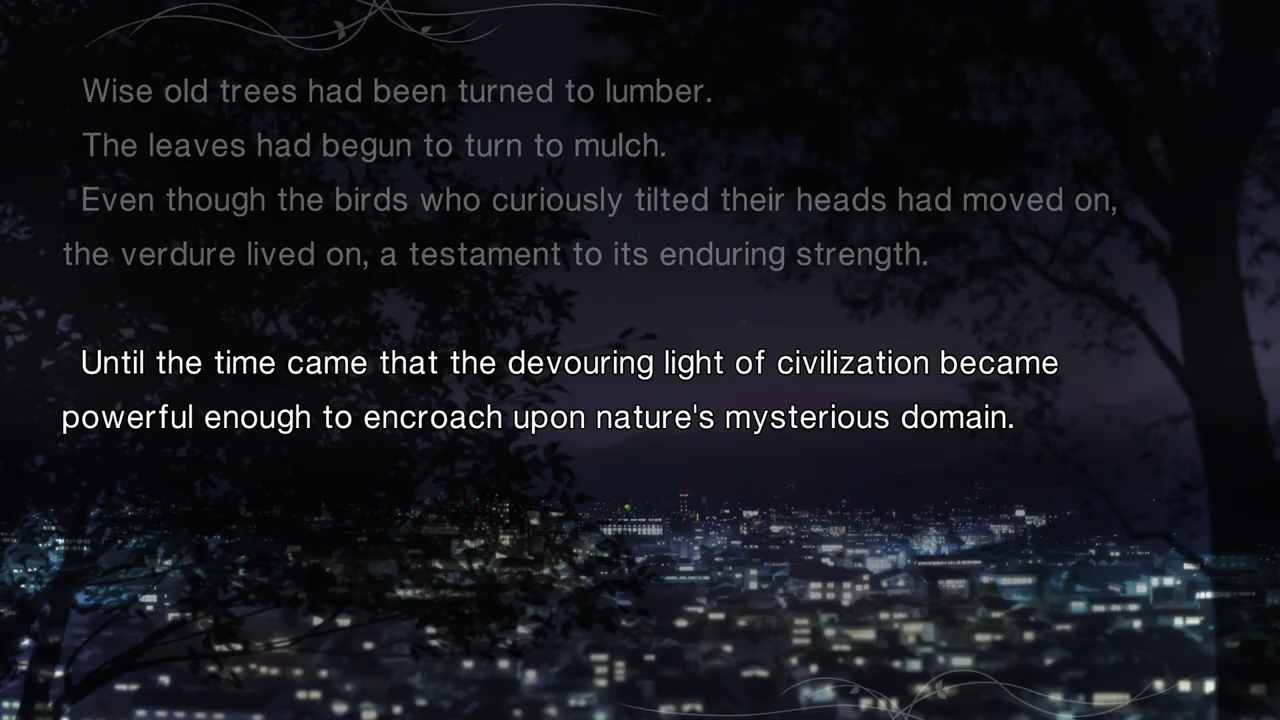 Wise old trees had been turned to lumber.
The leaves had begun to turn to mulch.
Even though the birds who curiously tilted their heads had moved on,
the verdure lived on, a testament to its enduring strength.
Until the time came that the devouring light of civilization became
powerful enough to encroach upon nature's mysterious domain.